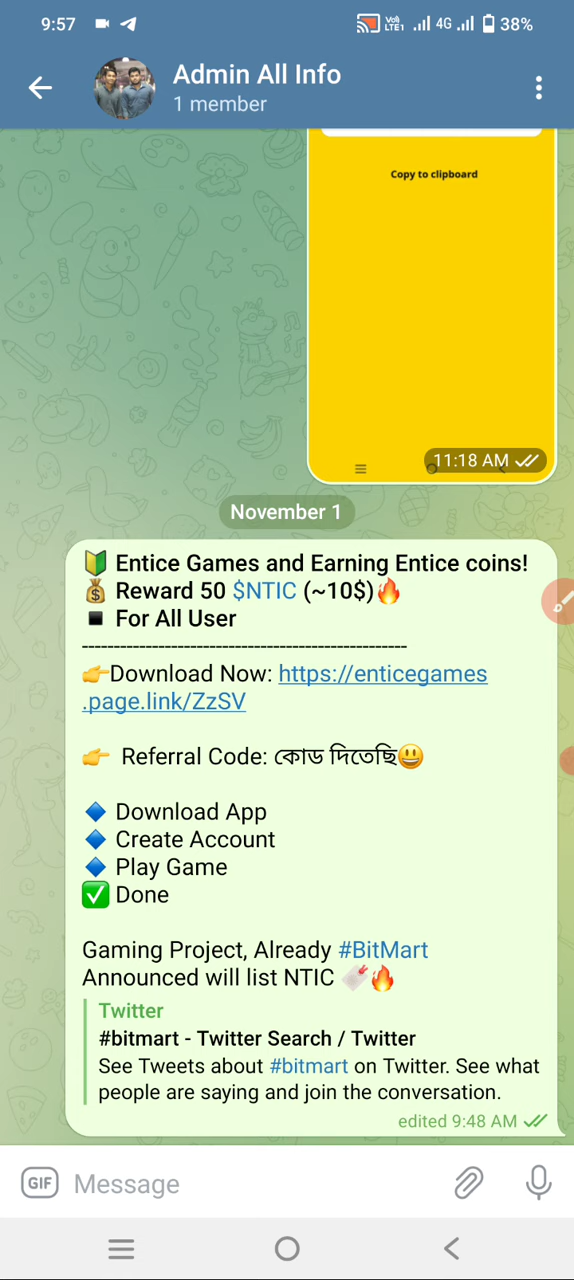 9:57
Vo)) LTE1 4G 38%
Admin All Info
1 member
Copy to clipboard
11:18 AM
November 1
🔰 Entice Games and Earning Entice coins!
💰 Reward 50 $NTIC (~10$)🔥
▪️ For All User
--------------------------------------------------
👉Download Now: https://enticegames
.page.link/ZzSV
👉 Referral Code: কোড দিতেছি😃
🔹 Download App
🔹 Create Account
🔹 Play Game
✅ Done
Gaming Project, Already #BitMart
Announced will list NTIC 🔖🔥
Twitter
#bitmart - Twitter Search / Twitter
See Tweets about #bitmart on Twitter. See what
people are saying and join the conversation.
edited 9:48 AM
GIF Message